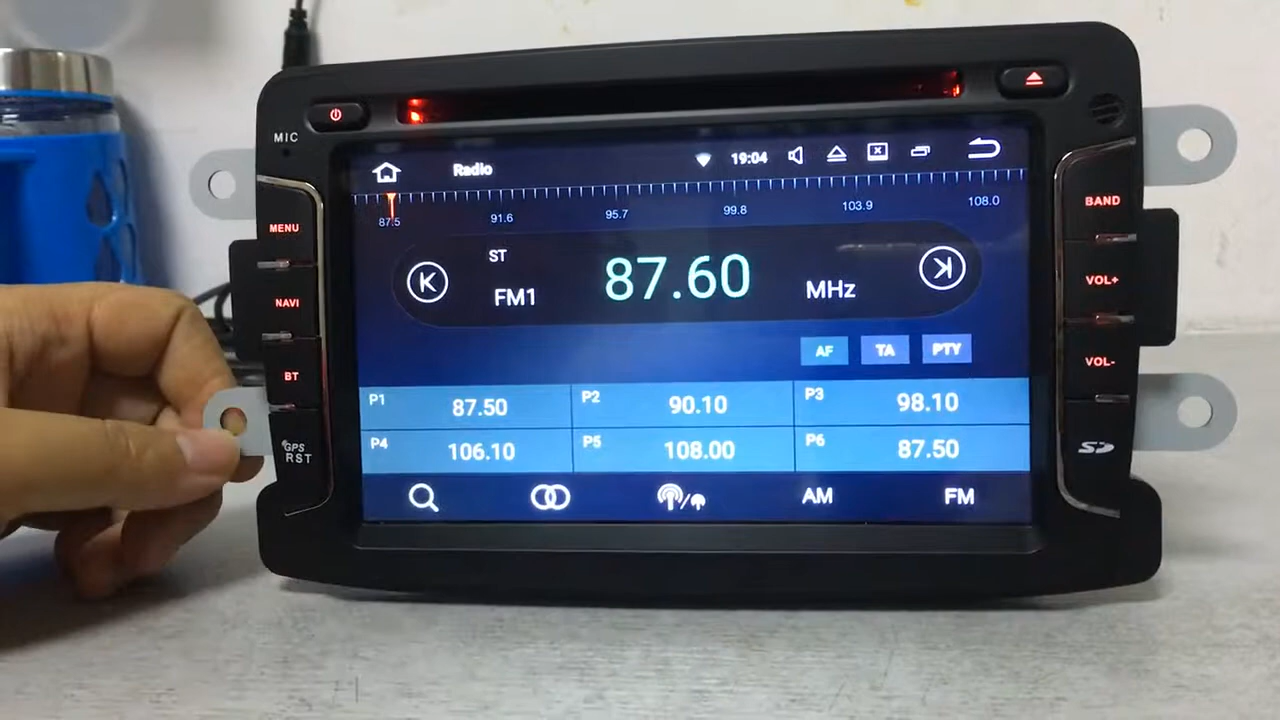 MIC
MENU
NAVI
BT
GPS
RST
Radio
19:04
87.5 91.6 95.7 99.8 103.9 108.0
ST
FM1 87.60 MHz
AF TA PTY
P1 87.50 P2 90.10 P3 98.10
P4 106.10 P5 108.00 P6 87.50
AM FM
BAND
VOL+
VOL-
SD